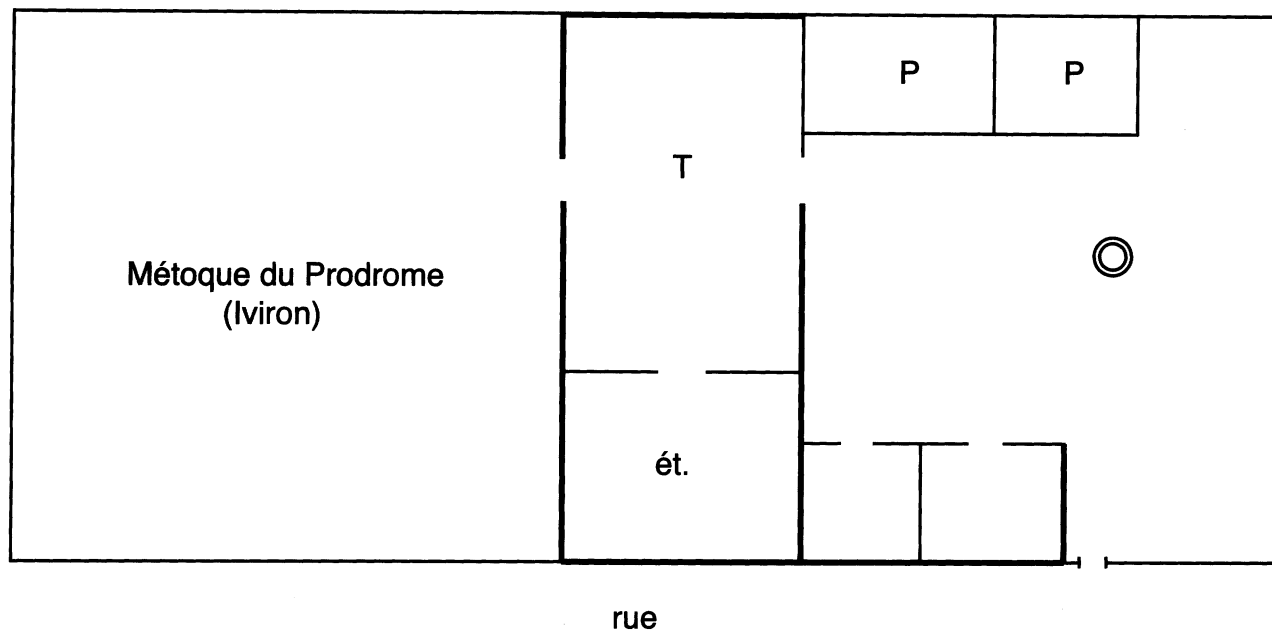 P
P
T
Métoque du Prodrome
(Iviron)
ét.
rue